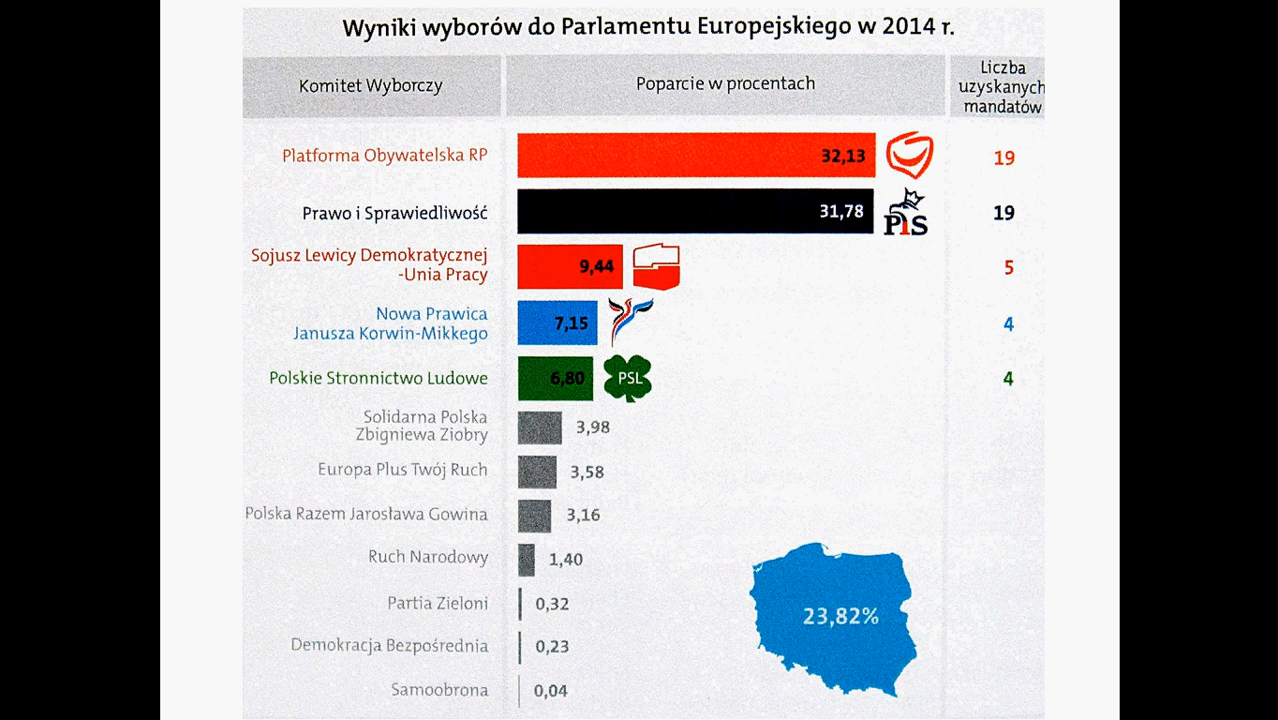 Wyniki wyborów do Parlamentu Europejskiego w 2014 r.
Komitet Wyborczy
Poparcie w procentach
Liczba
uzyskanych
mandatów
Platforma Obywatelska RP 32,13 19
Prawo i Sprawiedliwość 31,78 PiS 19
Sojusz Lewicy Demokratycznej
-Unia Pracy 9,44 5
Nowa Prawica
Janusza Korwin-Mikkego 7,15 4
Polskie Stronnictwo Ludowe 6,80 PSL 4
Solidarna Polska
Zbigniewa Ziobry 3,98
Europa Plus Twój Ruch 3,58
Polska Razem Jarosława Gowina 3,16
Ruch Narodowy 1,40
Partia Zieloni 0,32
23,82%
Demokracja Bezpośrednia 0,23
Samoobrona 0,04